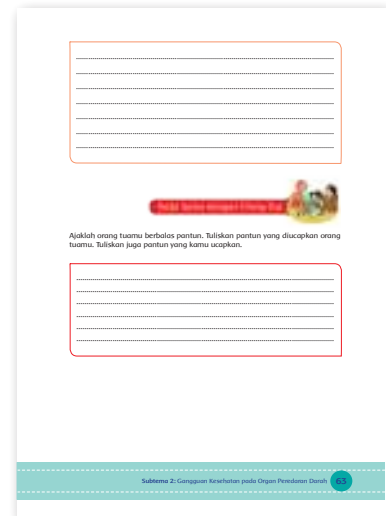 Ajaklah orang tuamu berbalas pantun. Tuliskan pantun yang diucapkan orang
tuamu. Tuliskan juga pantun yang kamu ucapkan.
Subtema 2: Gangguan Kesehatan pada Organ Peredaran Darah 63